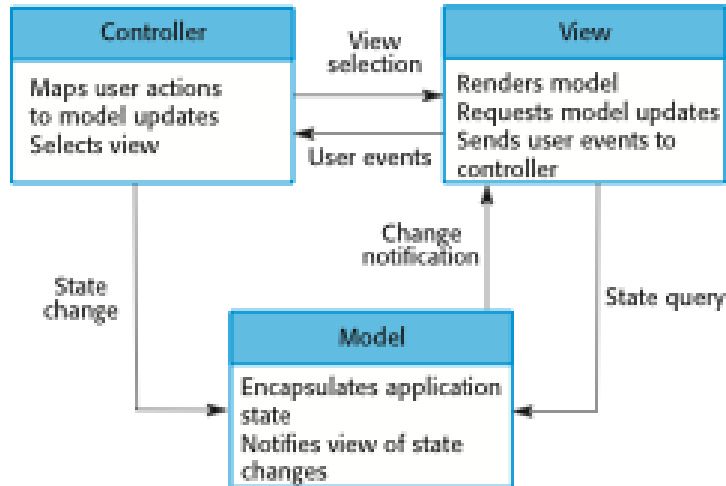 Controller
Maps user actions
to model updates
Selects view
View
selection
User events
View
Renders model
Requests model updates
Sends user events to
controller
State
change
Change
notification
State query
Model
Encapsulates application
state
Notifies view of state
changes